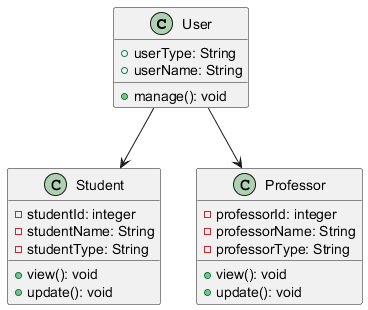 C User
userType: String
userName: String
manage(): void
C Student
studentId: integer
studentName: String
studentType: String
view(): void
update(): void
C Professor
professorId: integer
professorName: String
professorType: String
view(): void
update(): void